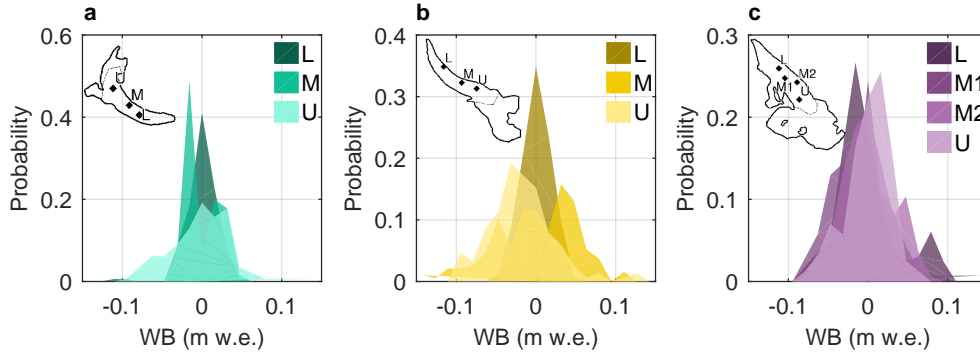 a
0.6
0.4
0.2
0
Probability
-0.1
0
0.1
WB (m w.e.)
L
M
U
U
M
L
b
0.4
0.3
0.2
0.1
0
Probability
-0.1
0
0.1
WB (m w.e.)
L
M
U
L
M
U
c
0.3
0.2
0.1
0
Probability
-0.1
0
0.1
WB (m w.e.)
L
M1
M2
U
L
M2
M1
U